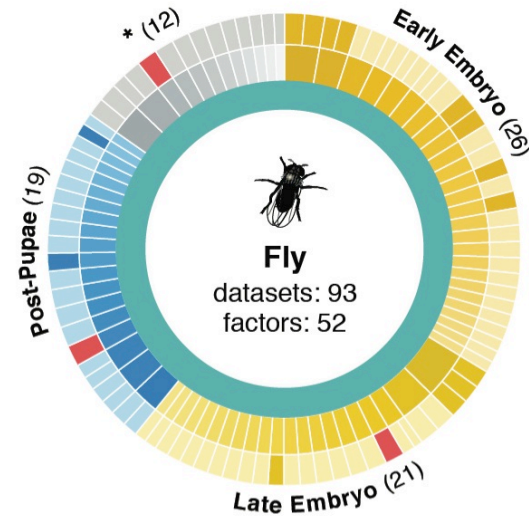 * (12)
Early Embryo (26)
Post-Pupae (19)
Fly
datasets: 93
factors: 52
Late Embryo (21)